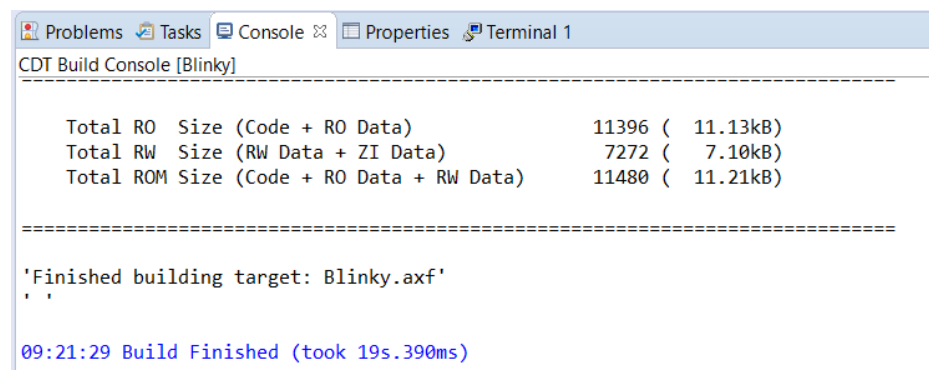 Problems Tasks Console Properties Terminal 1
CDT Build Console [Blinky]
==============================================================================
Total RO  Size (Code + RO Data)                11396 (  11.13kB)
Total RW  Size (RW Data + ZI Data)              7272 (   7.10kB)
Total ROM Size (Code + RO Data + RW Data)      11480 (  11.21kB)
==============================================================================
'Finished building target: Blinky.axf'
' '
09:21:29 Build Finished (took 19s.390ms)